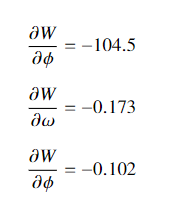 ∂W/∂ϕ = −104.5
∂W/∂ω = −0.173
∂W/∂ϕ = −0.102